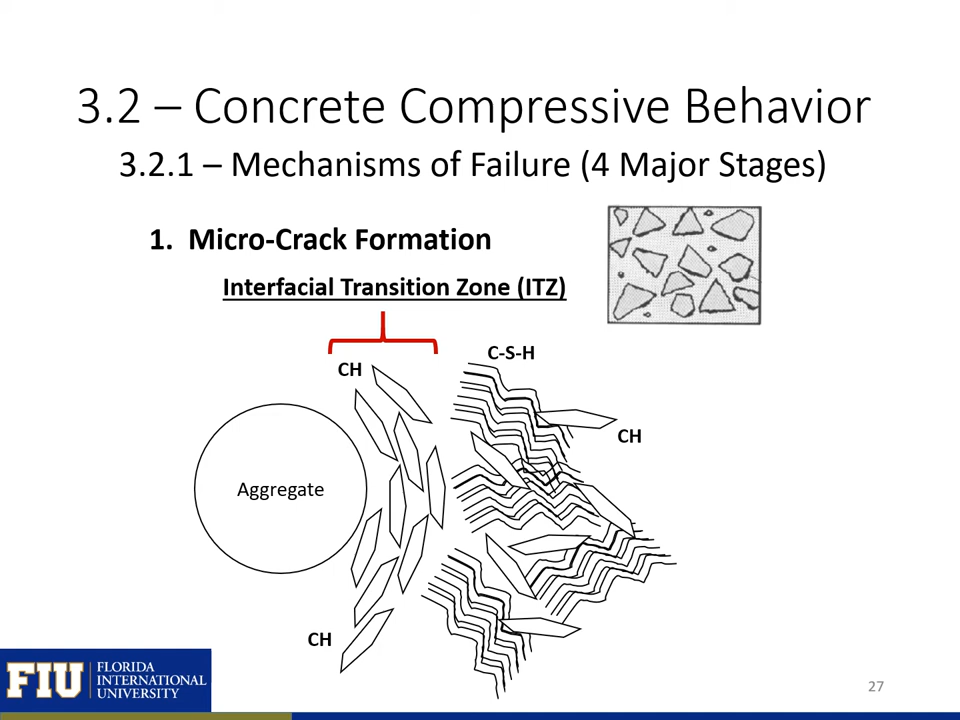 3.2 – Concrete Compressive Behavior
3.2.1 – Mechanisms of Failure (4 Major Stages)
1. Micro-Crack Formation
Interfacial Transition Zone (ITZ)
C-S-H
CH
CH
Aggregate
CH
FIU
FLORIDA
INTERNATIONAL
UNIVERSITY
27